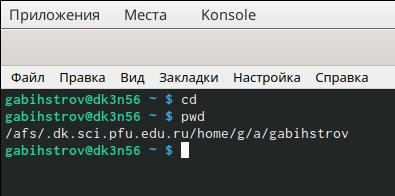 Приложения Места Konsole
Файл Правка Вид Закладки Настройка Справка
gabihstrov@dk3n56 ~ $ cd
gabihstrov@dk3n56 ~ $ pwd
/afs/.dk.sci.pfu.edu.ru/home/g/a/gabihstrov
gabihstrov@dk3n56 ~ $